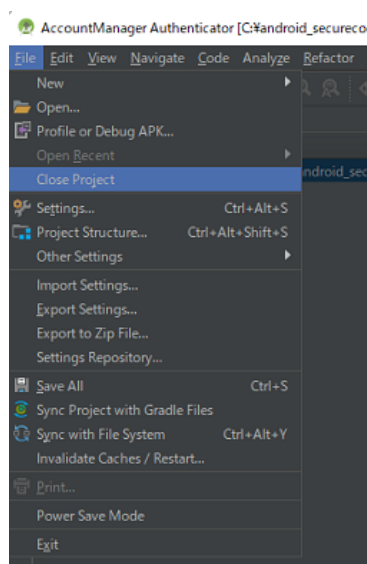 AccountManager Authenticator [C:¥android_secureco
File Edit View Navigate Code Analyze Refactor
New
Open...
Profile or Debug APK...
Open Recent
Close Project
ndroid_sec
Settings... Ctrl+Alt+S
Project Structure... Ctrl+Alt+Shift+S
Other Settings
Import Settings...
Export Settings...
Export to Zip File...
Settings Repository...
Save All Ctrl+S
Sync Project with Gradle Files
Sync with File System Ctrl+Alt+Y
Invalidate Caches / Restart...
Print...
Power Save Mode
Exit